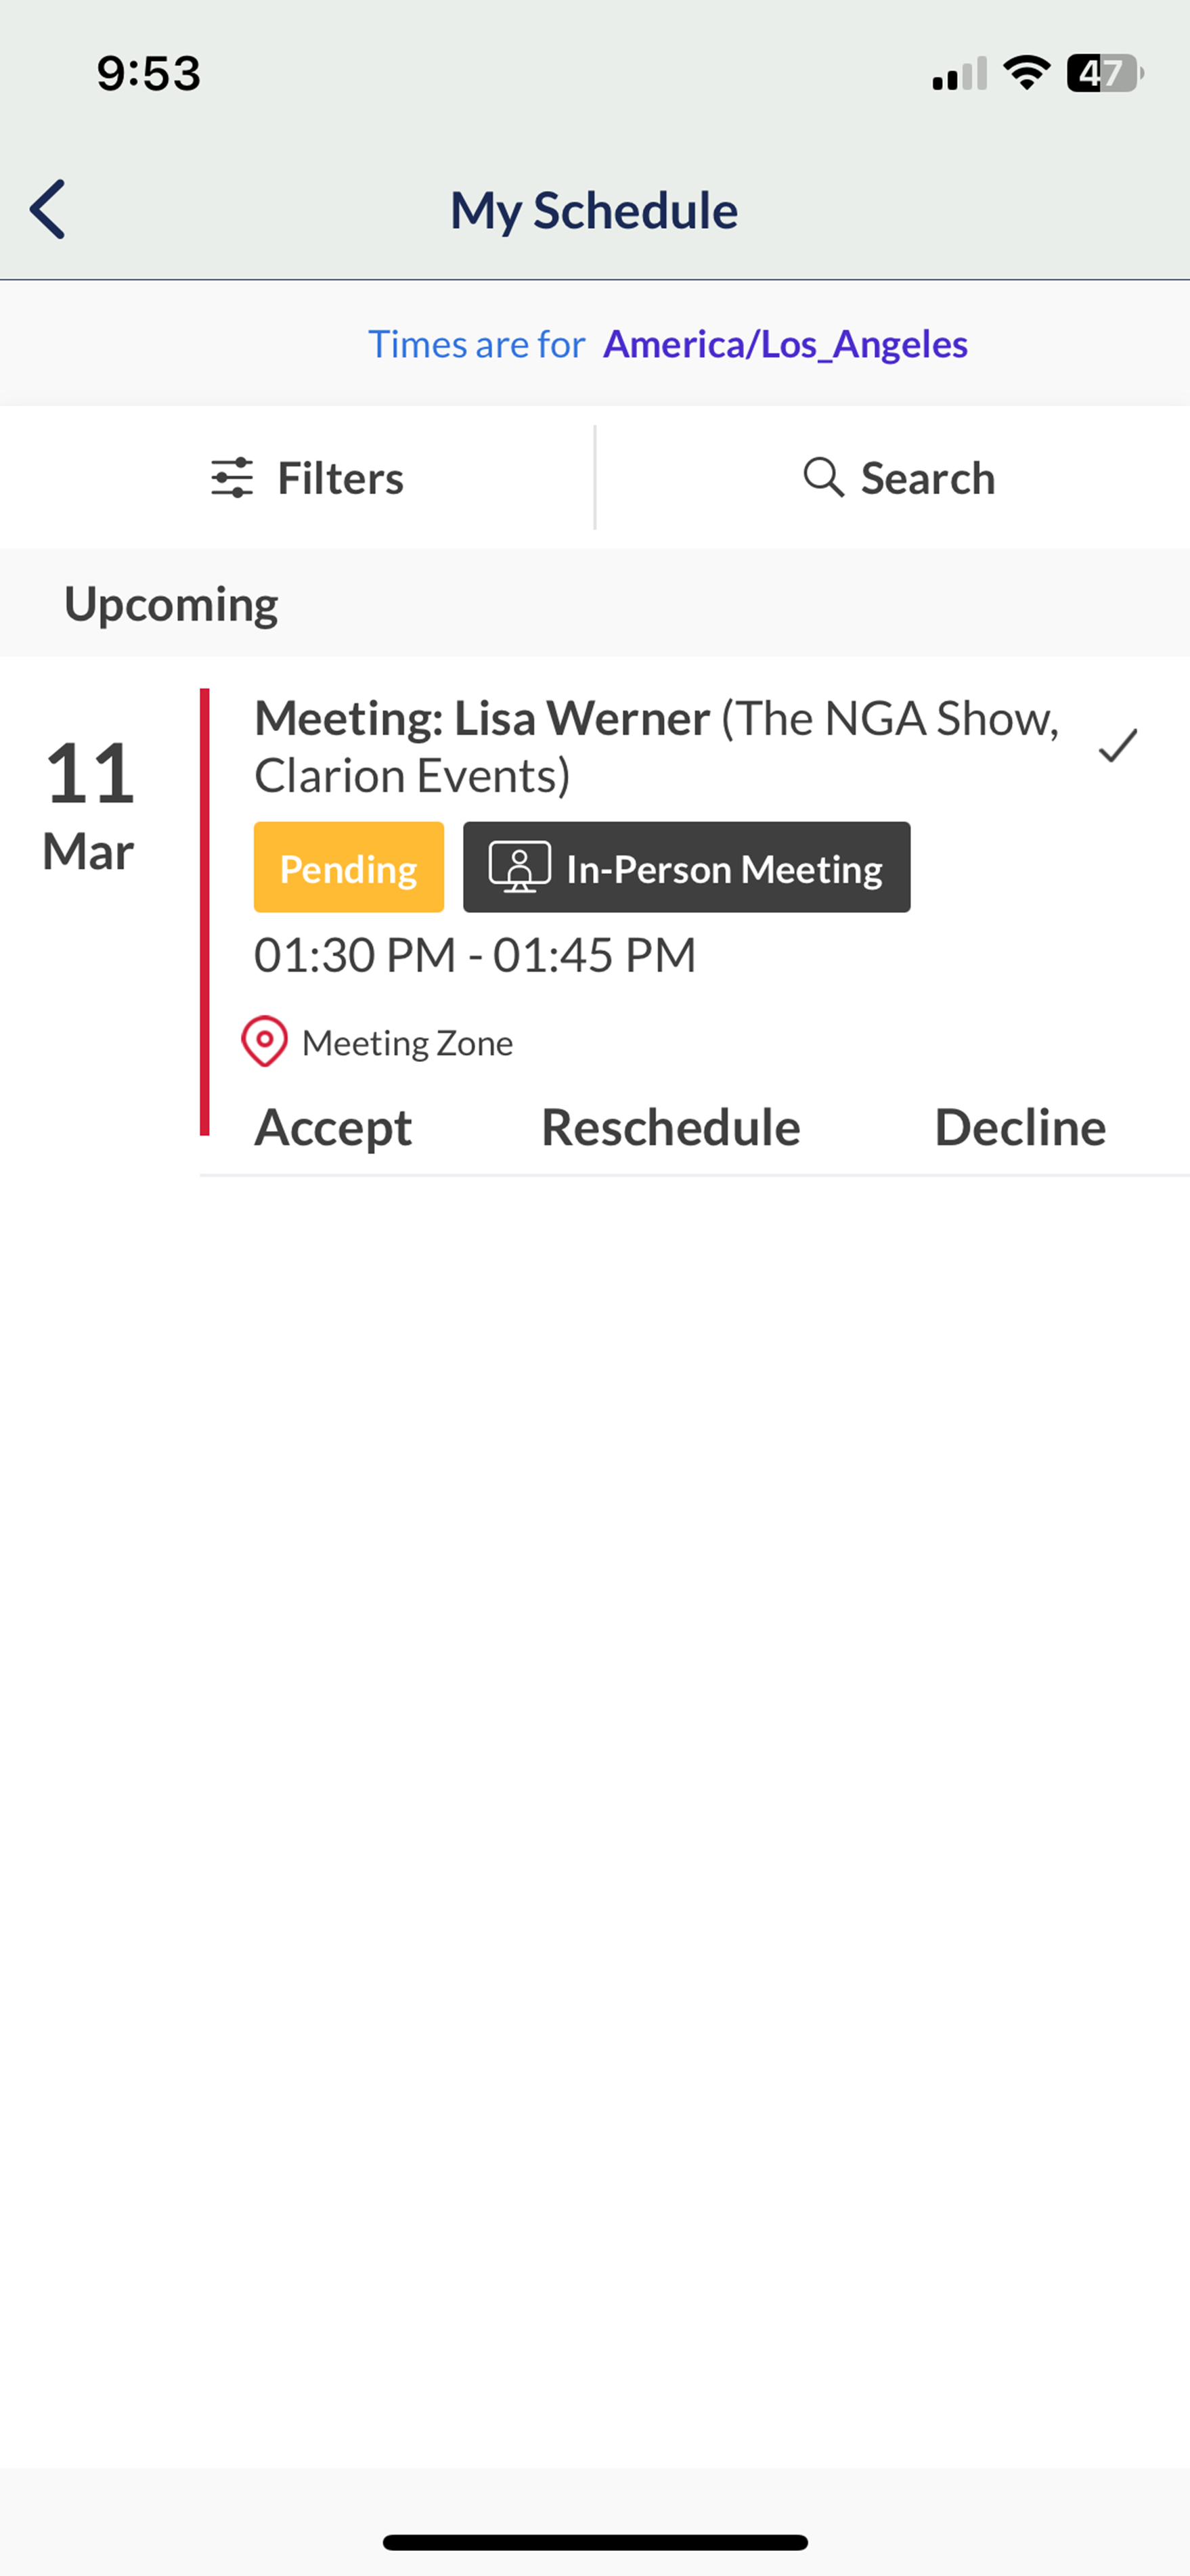 9:53
47
My Schedule
Times are for America/Los_Angeles
Filters
Search
Upcoming
11
Mar
Meeting: Lisa Werner (The NGA Show,
Clarion Events)
Pending
In-Person Meeting
01:30 PM - 01:45 PM
Meeting Zone
Accept
Reschedule
Decline